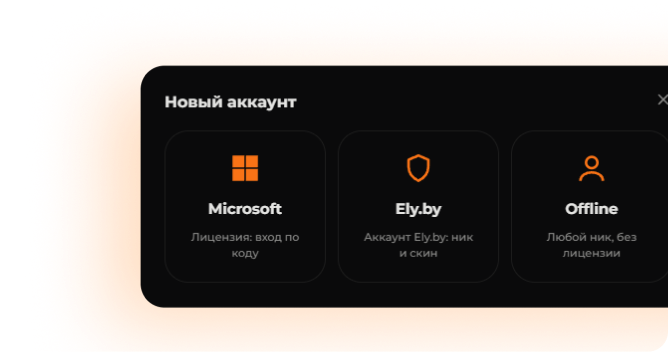 Новый аккаунт
Microsoft
Лицензия: вход по
коду
Ely.by
Аккаунт Ely.by: ник
и скин
Offline
Любой ник, без
лицензии